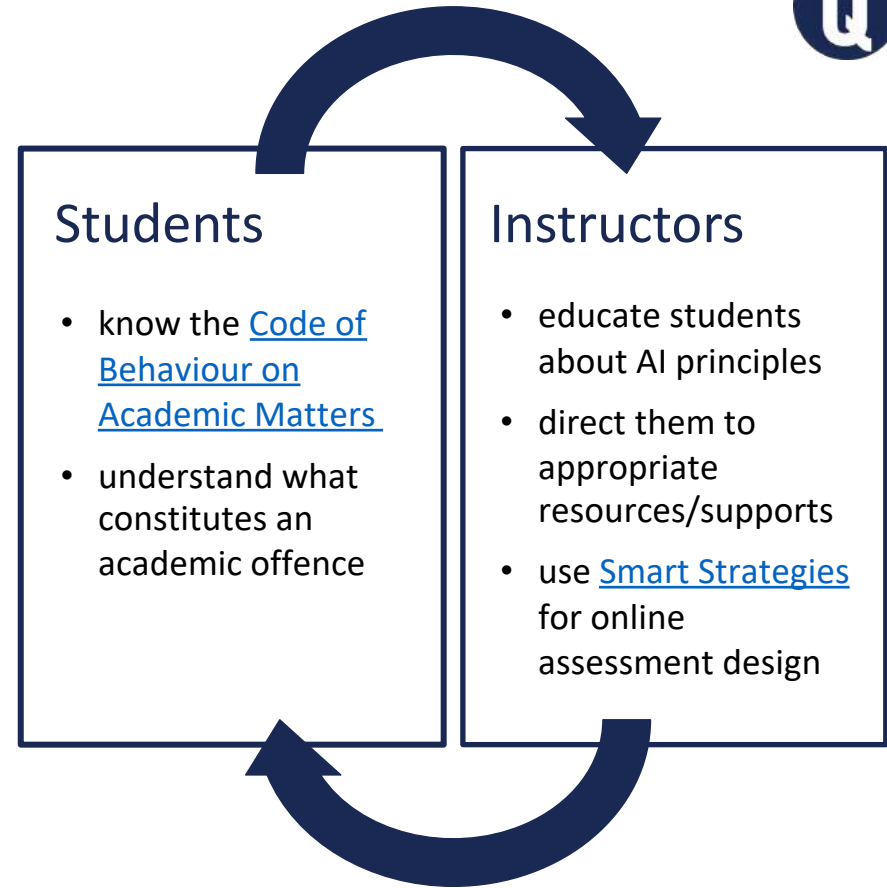 Students
• know the Code of
Behaviour on
Academic Matters
• understand what
constitutes an
academic offence
Instructors
• educate students
about AI principles
• direct them to
appropriate
resources/supports
• use Smart Strategies
for online
assessment design